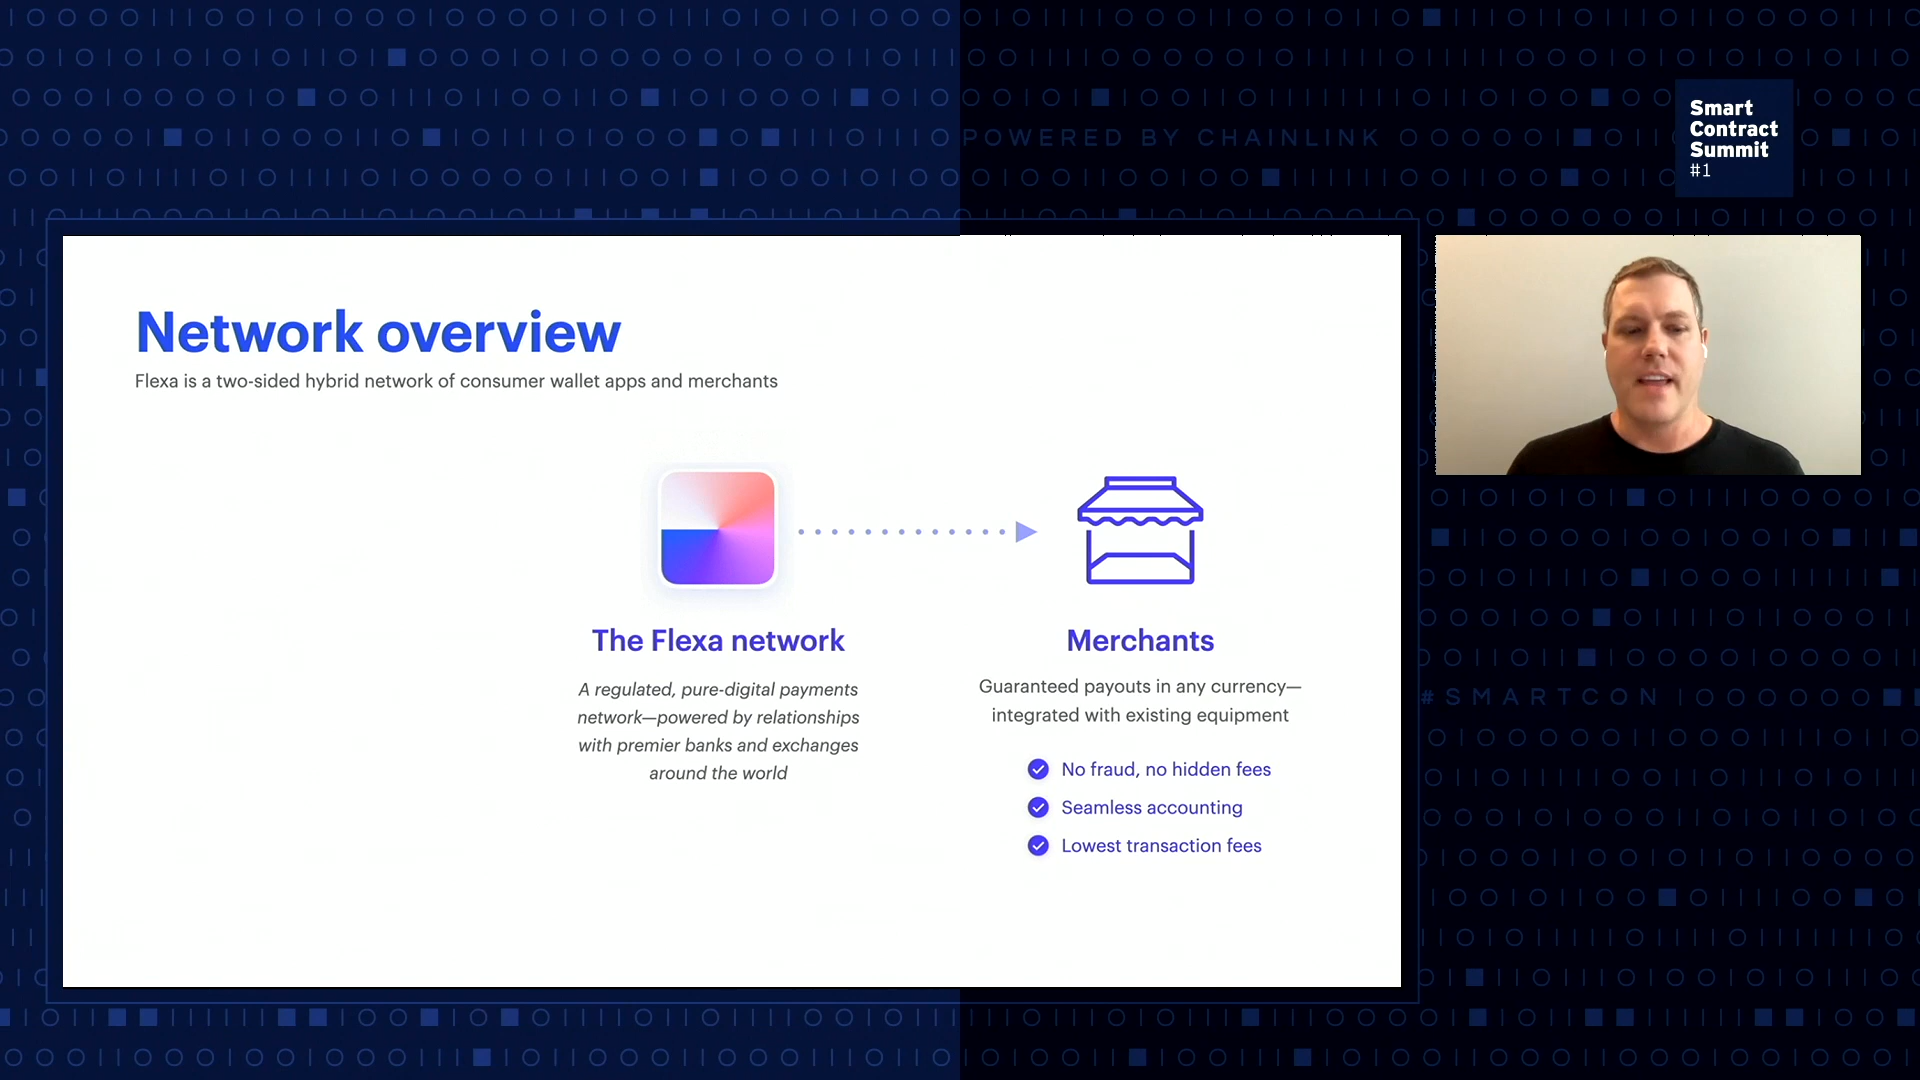 POWERED BY CHAINLINK
Smart
Contract
Summit
#1
Network overview
Flexa is a two-sided hybrid network of consumer wallet apps and merchants
The Flexa network
A regulated, pure-digital payments
network—powered by relationships
with premier banks and exchanges
around the world
Merchants
Guaranteed payouts in any currency—
integrated with existing equipment
No fraud, no hidden fees
Seamless accounting
Lowest transaction fees
#SMARTCON